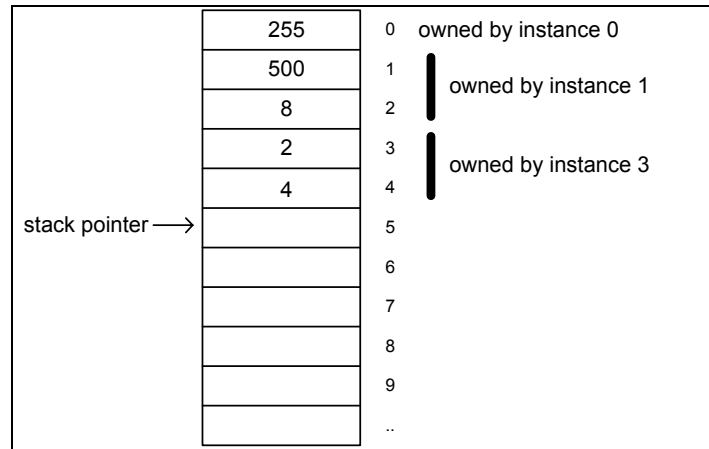 255 0 owned by instance 0
500 1
owned by instance 1
8 2
2 3
owned by instance 3
4 4
stack pointer 5
6
7
8
9
..